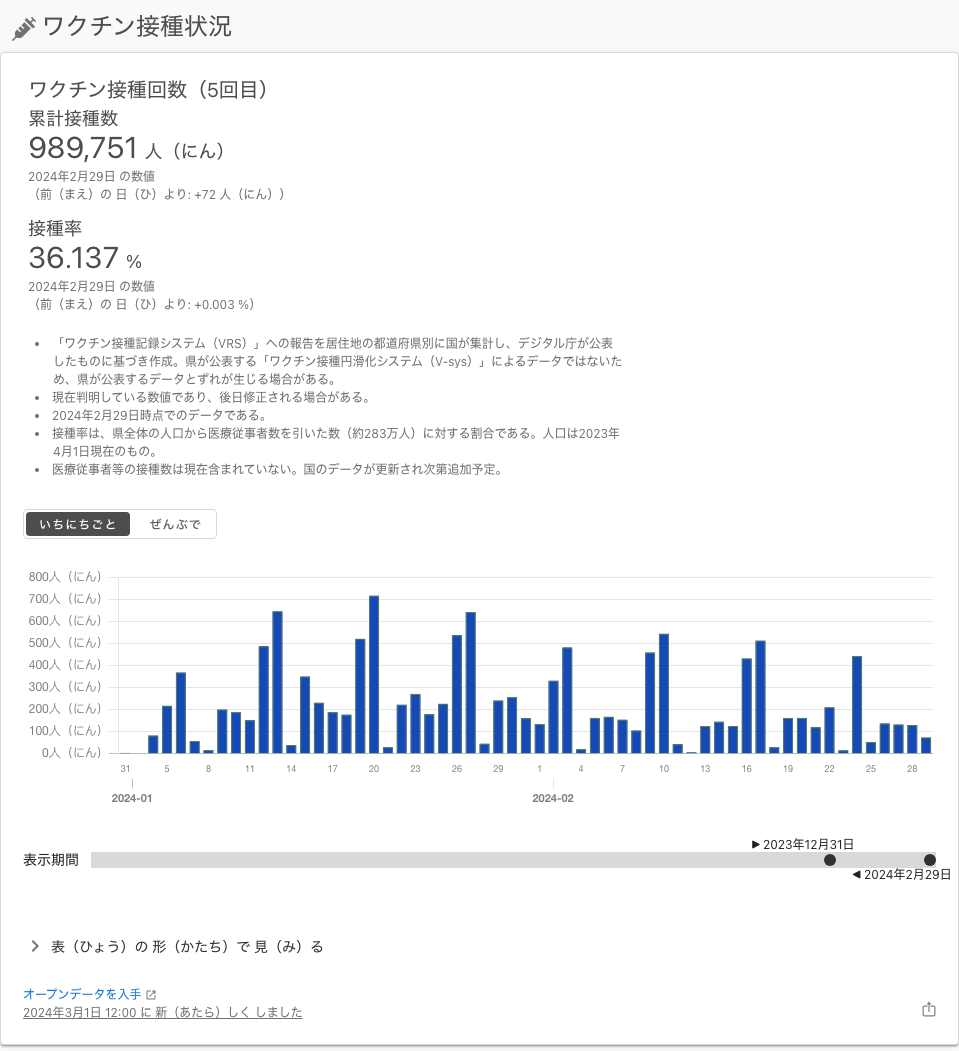 ワクチン接種状況
ワクチン接種回数（5回目）
累計接種数
989,751 人（にん）
2024年2月29日 の数値
（前（まえ）の 日（ひ）より: +72 人（にん））
接種率
36.137 %
2024年2月29日 の数値
（前（まえ）の 日（ひ）より: +0.003 %）
• 「ワクチン接種記録システム（VRS）」への報告を居住地の都道府県別に国が集計し、デジタル庁が公表
したものに基づき作成。県が公表する「ワクチン接種円滑化システム（V-sys）」によるデータではないた
め、県が公表するデータとずれが生じる場合がある。
• 現在判明している数値であり、後日修正される場合がある。
• 2024年2月29日時点でのデータである。
• 接種率は、県全体の人口から医療従事者数を引いた数（約283万人）に対する割合である。人口は2023年
4月1日現在のもの。
• 医療従事者等の接種数は現在含まれていない。国のデータが更新され次第追加予定。
いちにちごと ぜんぶで
800人（にん）
700人（にん）
600人（にん）
500人（にん）
400人（にん）
300人（にん）
200人（にん）
100人（にん）
0人（にん）
31 5 8 11 14 17 20 23 26 29 1 4 7 10 13 16 19 22 25 28
2024-01 2024-02
▶ 2023年12月31日
表示期間
◀ 2024年2月29日
表（ひょう）の 形（かたち）で 見（み）る
オープンデータを入手
2024年3月1日 12:00 に 新（あたら）しく しました